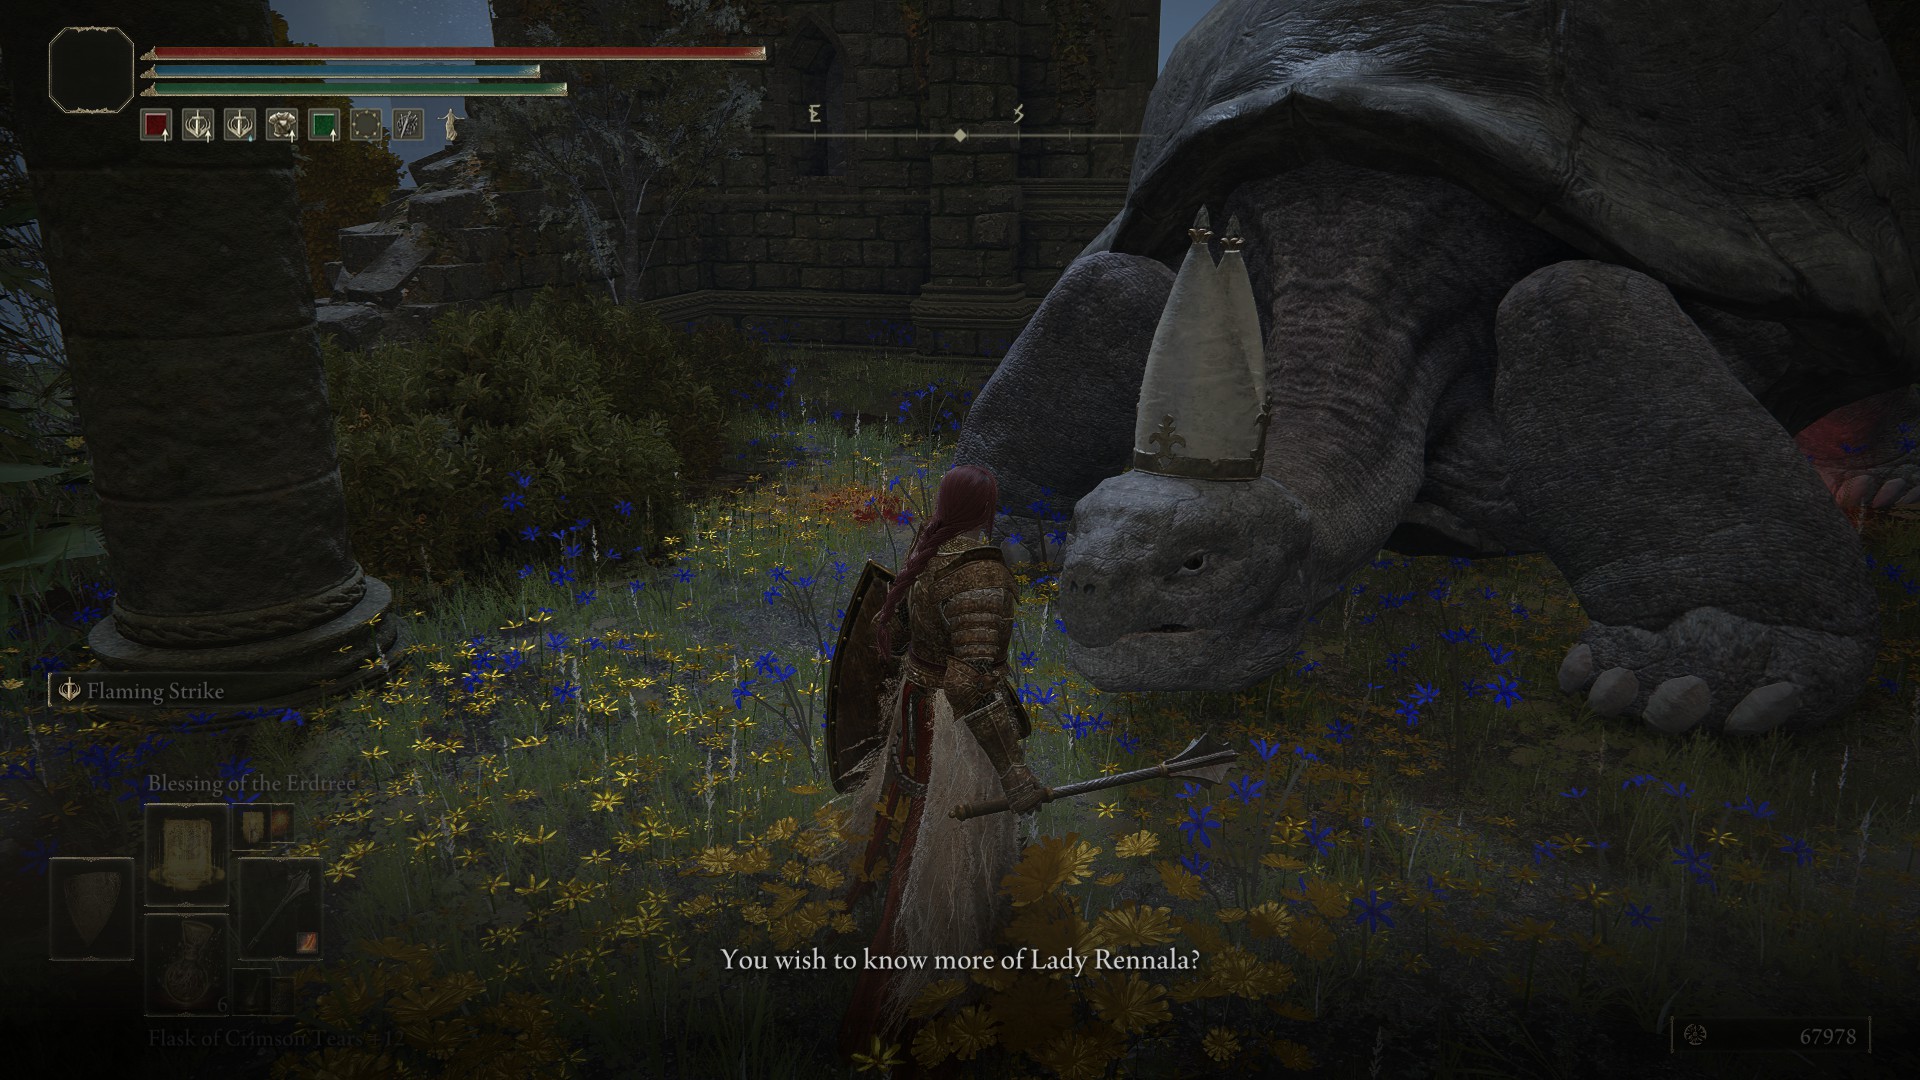 E S
Flaming Strike
Blessing of the Erdtree
You wish to know more of Lady Rennala?
6
Flask of Crimson Tears +12
67978